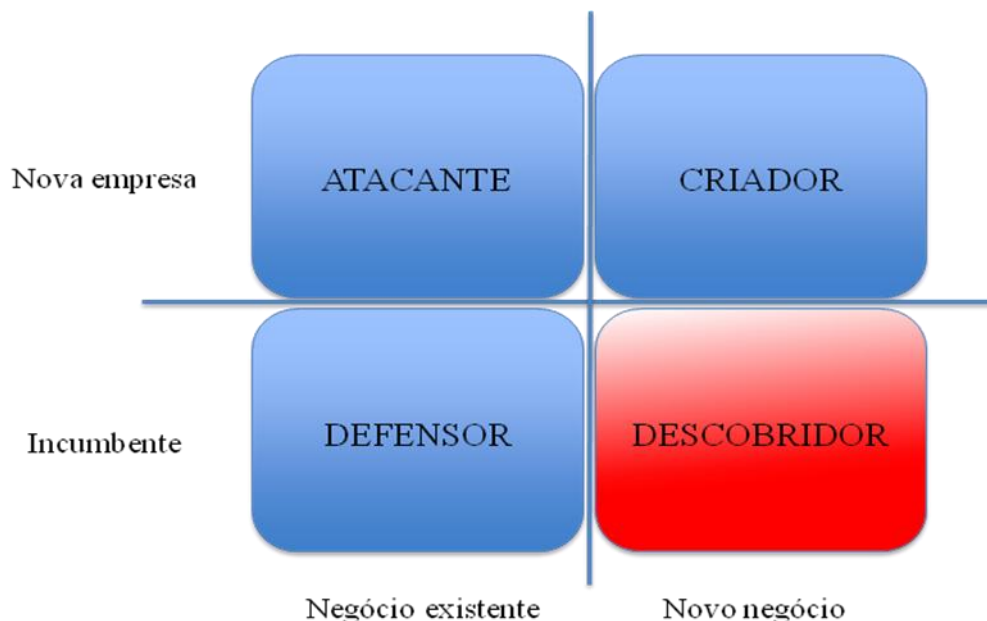 Nova empresa
ATACANTE
CRIADOR
Incumbente
DEFENSOR
DESCOBRIDOR
Negócio existente
Novo negócio